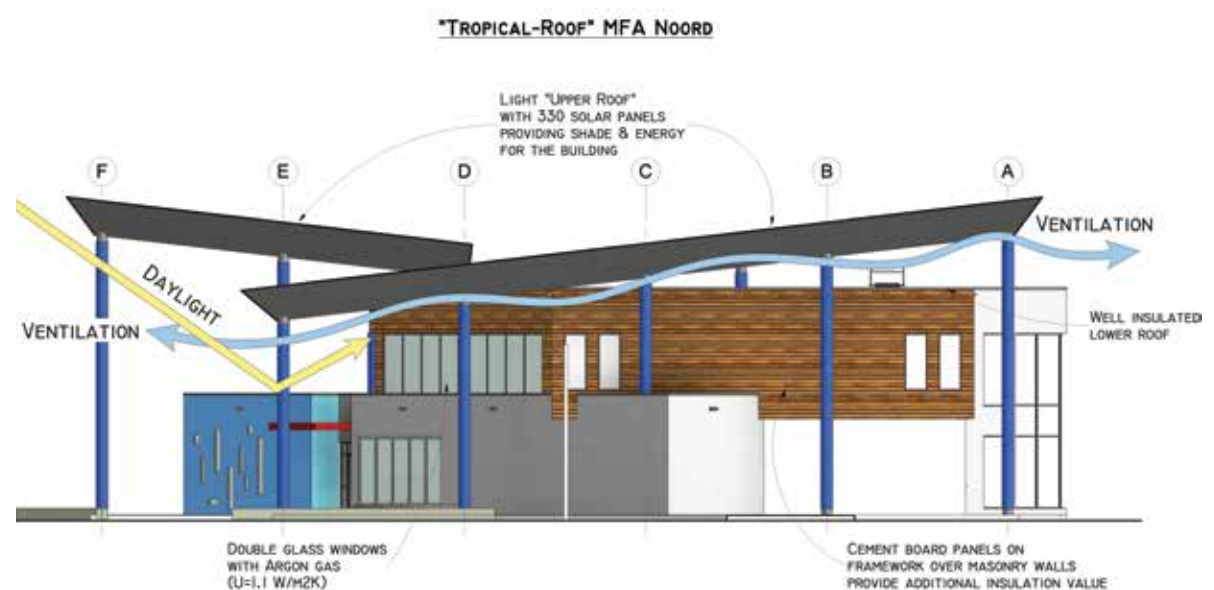 "TROPICAL-ROOF" MFA NOORD
LIGHT "UPPER ROOF"
WITH 330 SOLAR PANELS
PROVIDING SHADE & ENERGY
FOR THE BUILDING
F
E
D
C
B
A
VENTILATION
DAYLIGHT
VENTILATION
WELL INSULATED
LOWER ROOF
DOUBLE GLASS WINDOWS
WITH ARGON GAS
(U=1.1 W/M2K)
CEMENT BOARD PANELS ON
FRAMEWORK OVER MASONRY WALLS
PROVIDE ADDITIONAL INSULATION VALUE